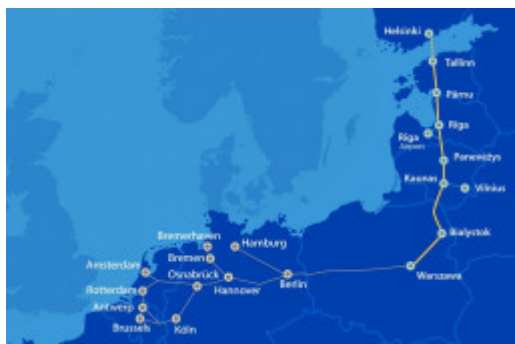 Helsinki
Tallinn
Pärnu
Riga
Riga
Airport
Panevėžys
Kaunas
Vilnius
Bialystok
Warszawa
Bremerhaven
Hamburg
Bremen
Amsterdam
Osnabrück
Berlin
Hannover
Rotterdam
Antwerp
Brussels
Köln